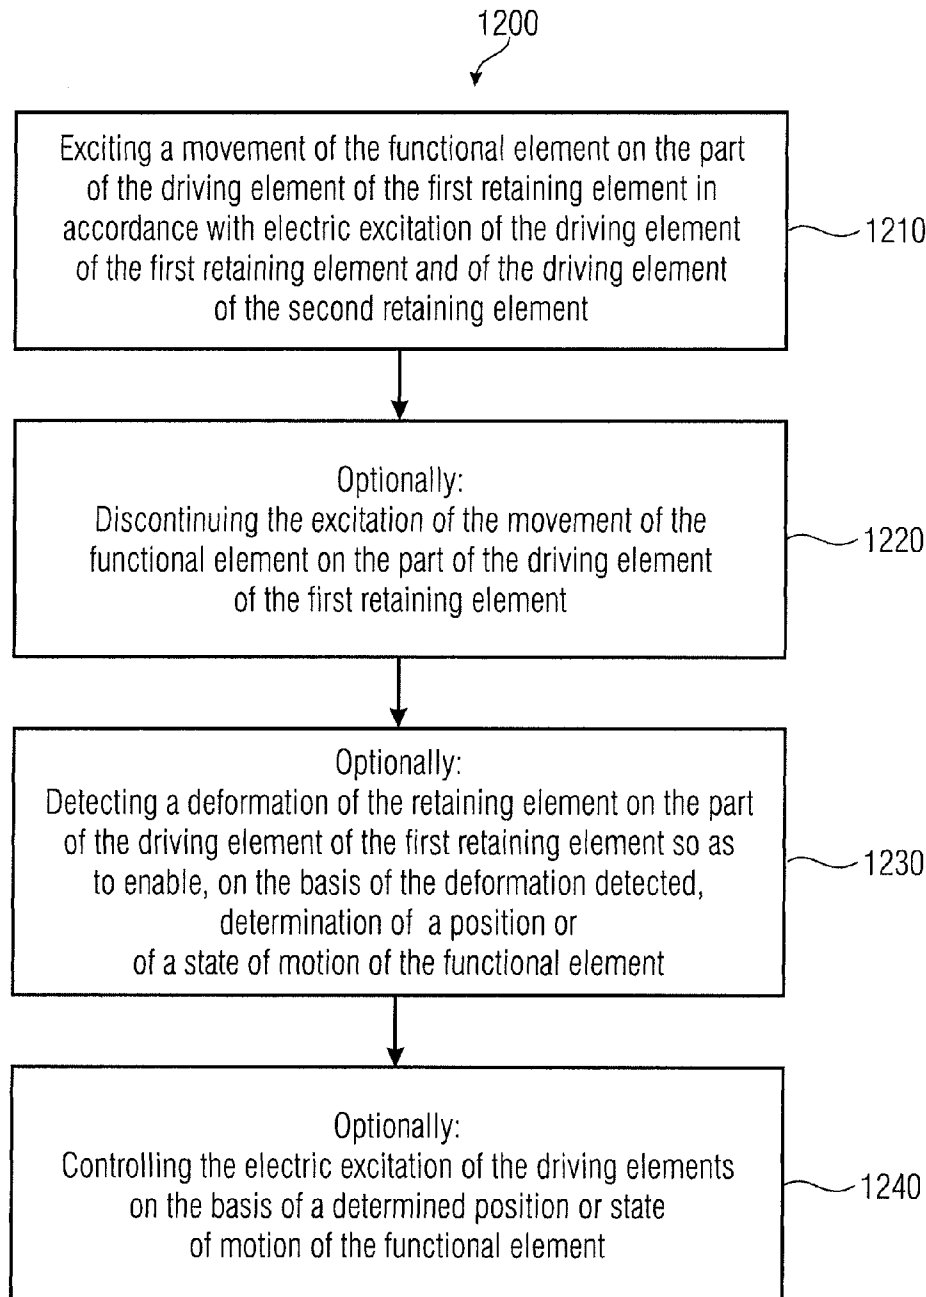 1200
Exciting a movement of the functional element on the part
of the driving element of the first retaining element in
accordance with electric excitation of the driving element
of the first retaining element and of the driving element
of the second retaining element
1210
Optionally:
Discontinuing the excitation of the movement of the
functional element on the part of the driving element
of the first retaining element
1220
Optionally:
Detecting a deformation of the retaining element on the part
of the driving element of the first retaining element so as
to enable, on the basis of the deformation detected,
determination of a position or
of a state of motion of the functional element
1230
Optionally:
Controlling the electric excitation of the driving elements
on the basis of a determined position or state
of motion of the functional element
1240